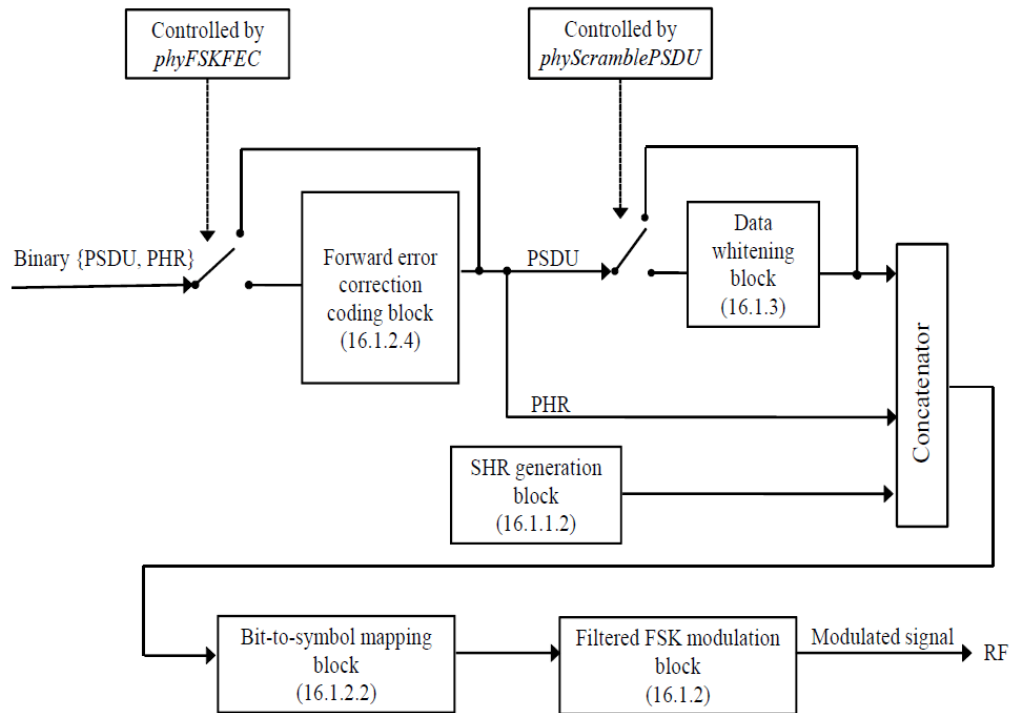 Controlled by
phyFSKFEC
Controlled by
phyScramblePSDU
Binary {PSDU, PHR}
Forward error
correction
coding block
(16.1.2.4)
PSDU
Data
whitening
block
(16.1.3)
PHR
SHR generation
block
(16.1.1.2)
Concatenator
Bit-to-symbol mapping
block
(16.1.2.2)
Filtered FSK modulation
block
(16.1.2)
Modulated signal
RF